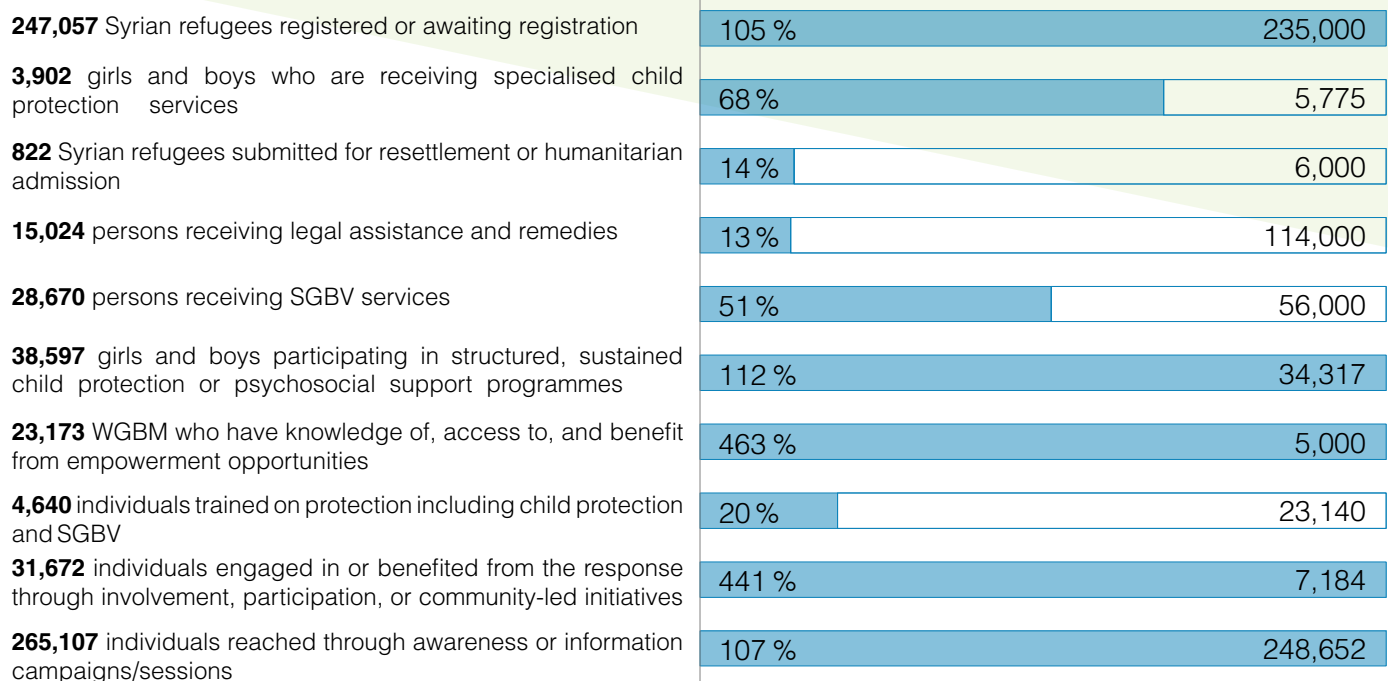 247,057 Syrian refugees registered or awaiting registration
105 % 235,000
3,902 girls and boys who are receiving specialised child
protection services
68 % 5,775
822 Syrian refugees submitted for resettlement or humanitarian
admission
14 % 6,000
15,024 persons receiving legal assistance and remedies
13 % 114,000
28,670 persons receiving SGBV services
51 % 56,000
38,597 girls and boys participating in structured, sustained
child protection or psychosocial support programmes
112 % 34,317
23,173 WGBM who have knowledge of, access to, and benefit
from empowerment opportunities
463 % 5,000
4,640 individuals trained on protection including child protection
and SGBV
20 % 23,140
31,672 individuals engaged in or benefited from the response
through involvement, participation, or community-led initiatives
441 % 7,184
265,107 individuals reached through awareness or information
campaigns/sessions
107 % 248,652